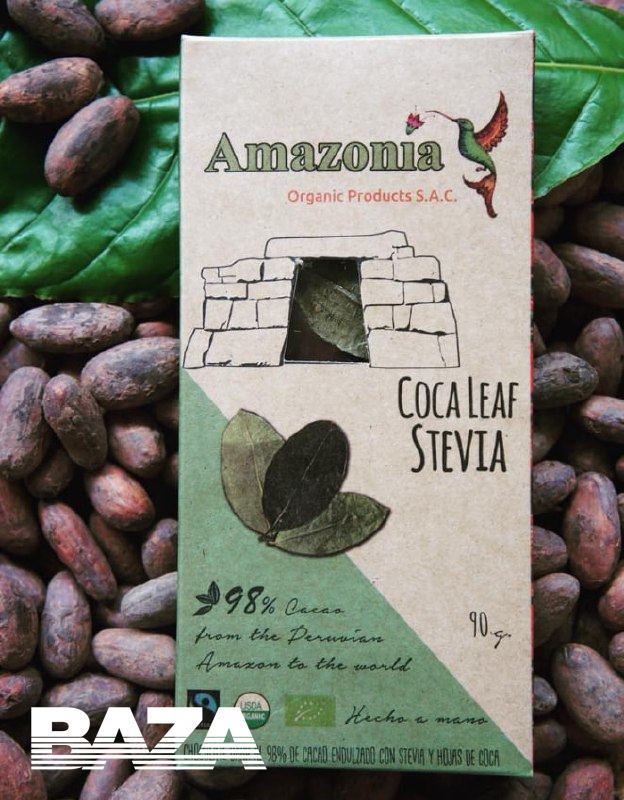 Amazonia
Organic Products S.A.C.
COCA LEAF
STEVIA
98% Cacao
from the Peruvian
Amazon to the world
90 g.
USDA
ORGANIC
Hecho a mano
BAZA
98% DE CACAO ENDULZADO CON STEVIA Y HOJAS DE COCA